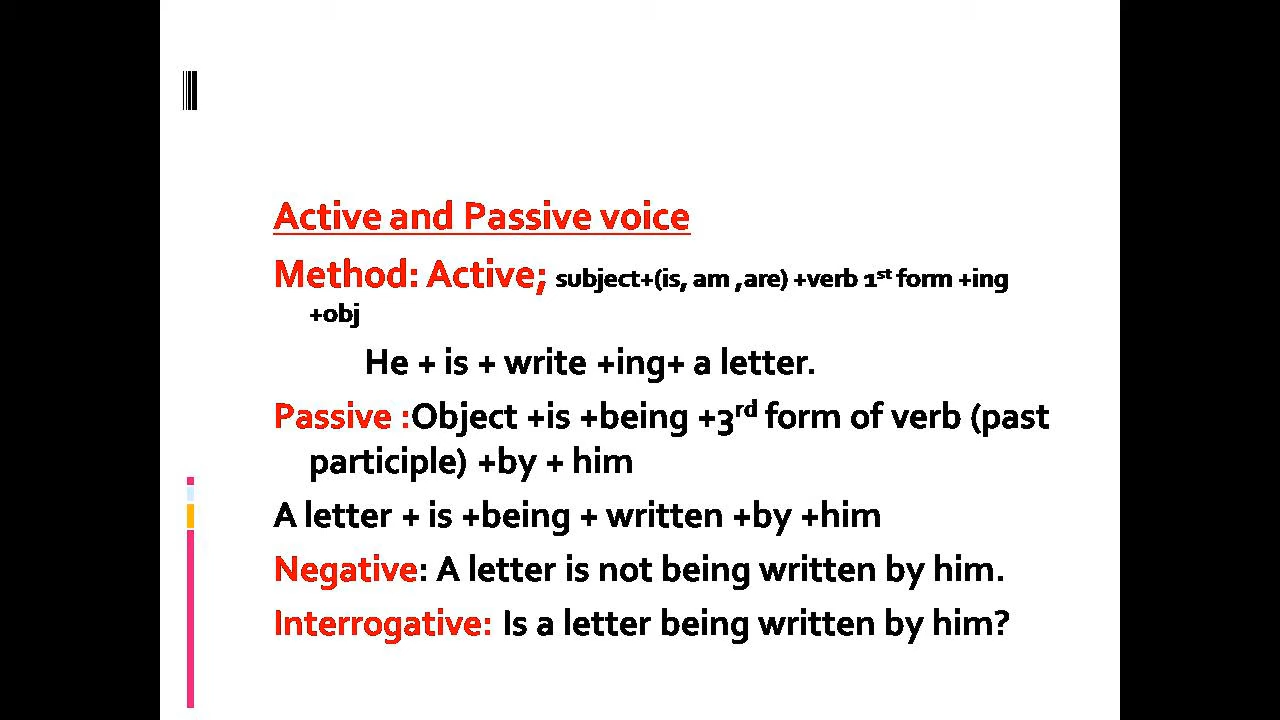 Active and Passive voice
Method: Active; subject+(is, am ,are) +verb 1st form +ing
+obj
He + is + write +ing+ a letter.
Passive :Object +is +being +3rd form of verb (past
participle) +by + him
A letter + is +being + written +by +him
Negative: A letter is not being written by him.
Interrogative: Is a letter being written by him?